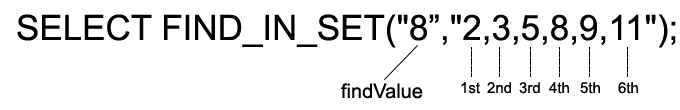 SELECT FIND_IN_SET("8”,"2,3,5,8,9,11");
findValue 1st 2nd 3rd 4th 5th 6th